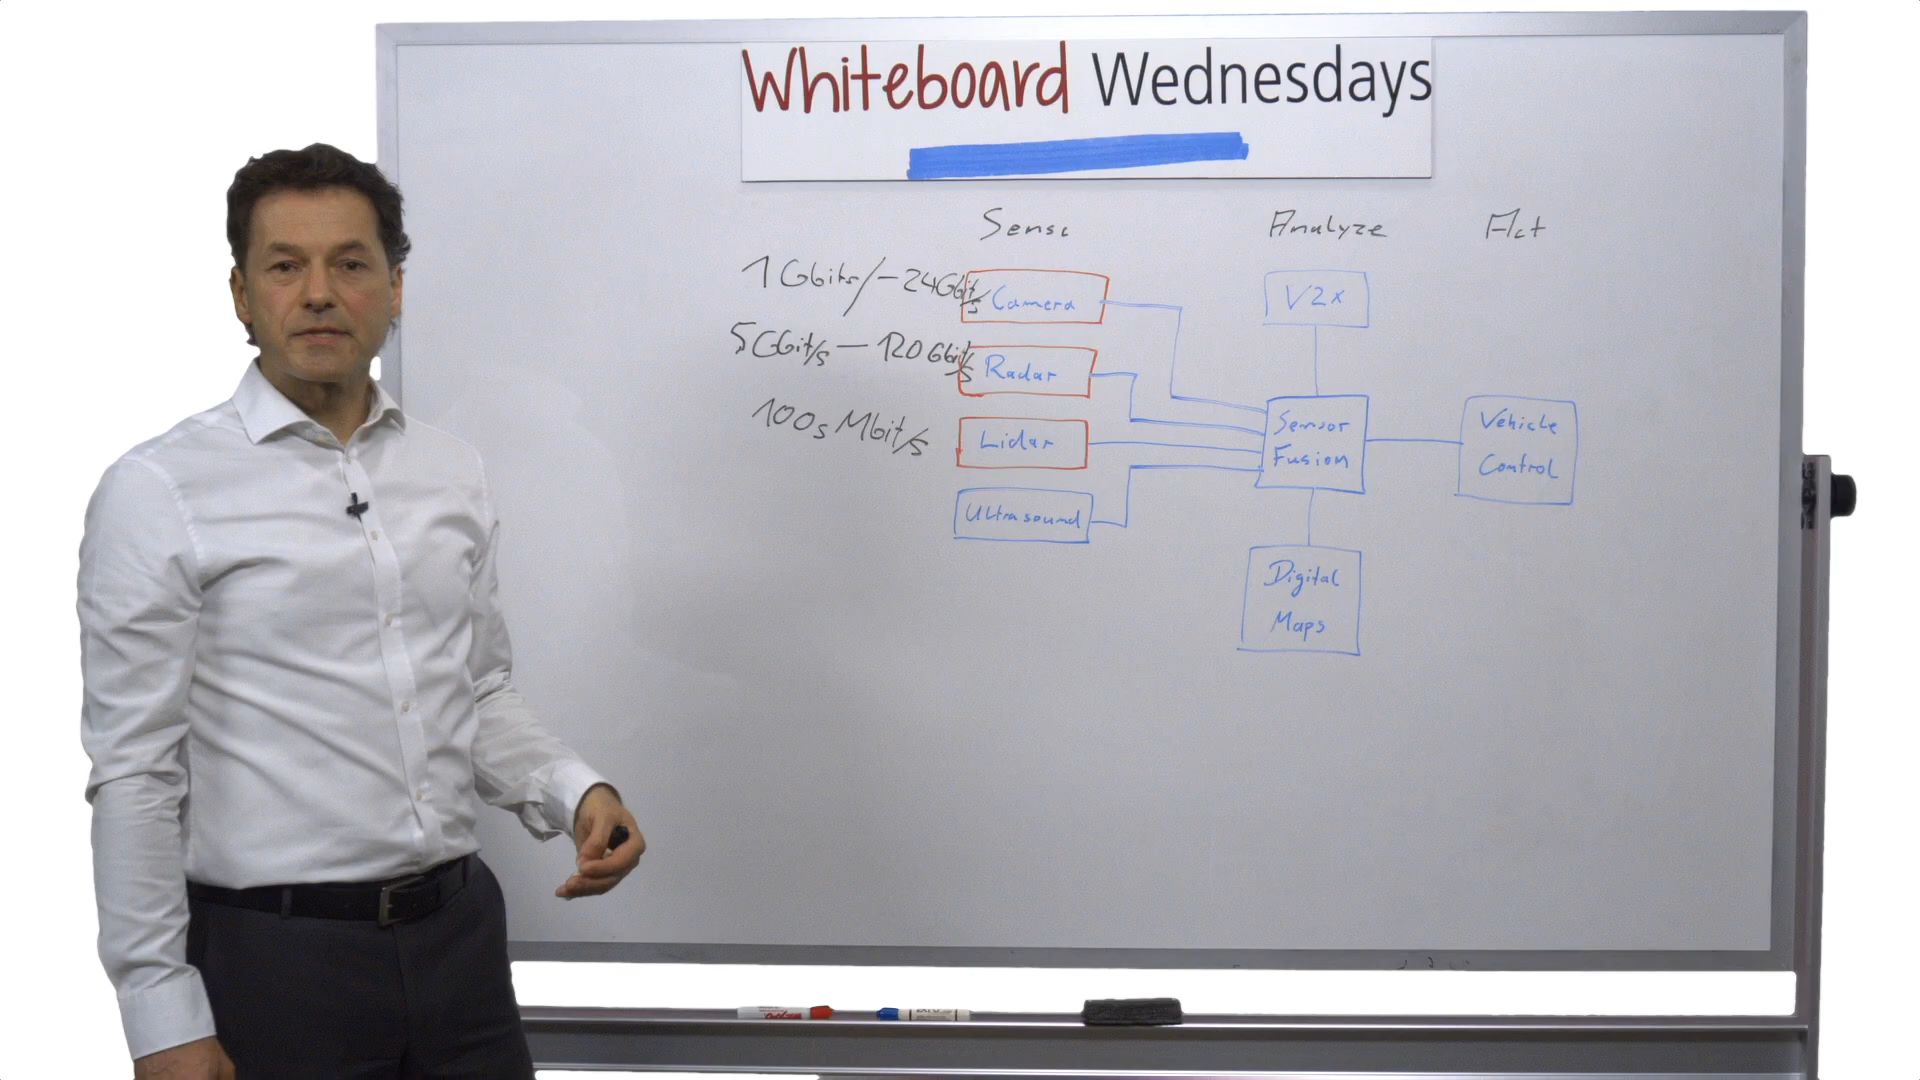 Whiteboard Wednesdays
Sense Analyze Act
1 Gbits/ – 24Gbit/s Camera
V2x
5Gbit/s – 120 Gbit/s Radar
100s Mbit/s Lidar
Sensor
Fusion
Vehicle
Control
Ultrasound
Digital
Maps